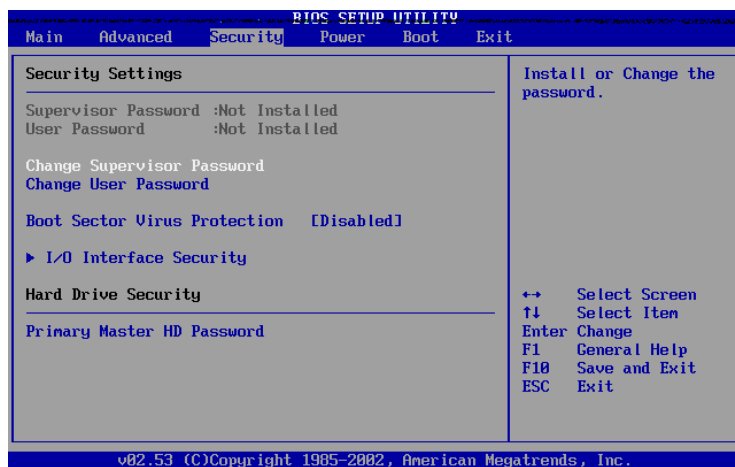 BIOS SETUP UTILITY
Main Advanced Security Power Boot Exit
Security Settings
Supervisor Password :Not Installed
User Password :Not Installed
Change Supervisor Password
Change User Password
Boot Sector Virus Protection [Disabled]
▶ I/O Interface Security
Hard Drive Security
Primary Master HD Password
Install or Change the
password.
↔ Select Screen
↑↓ Select Item
Enter Change
F1 General Help
F10 Save and Exit
ESC Exit
v02.53 (C)Copyright 1985-2002, American Megatrends, Inc.